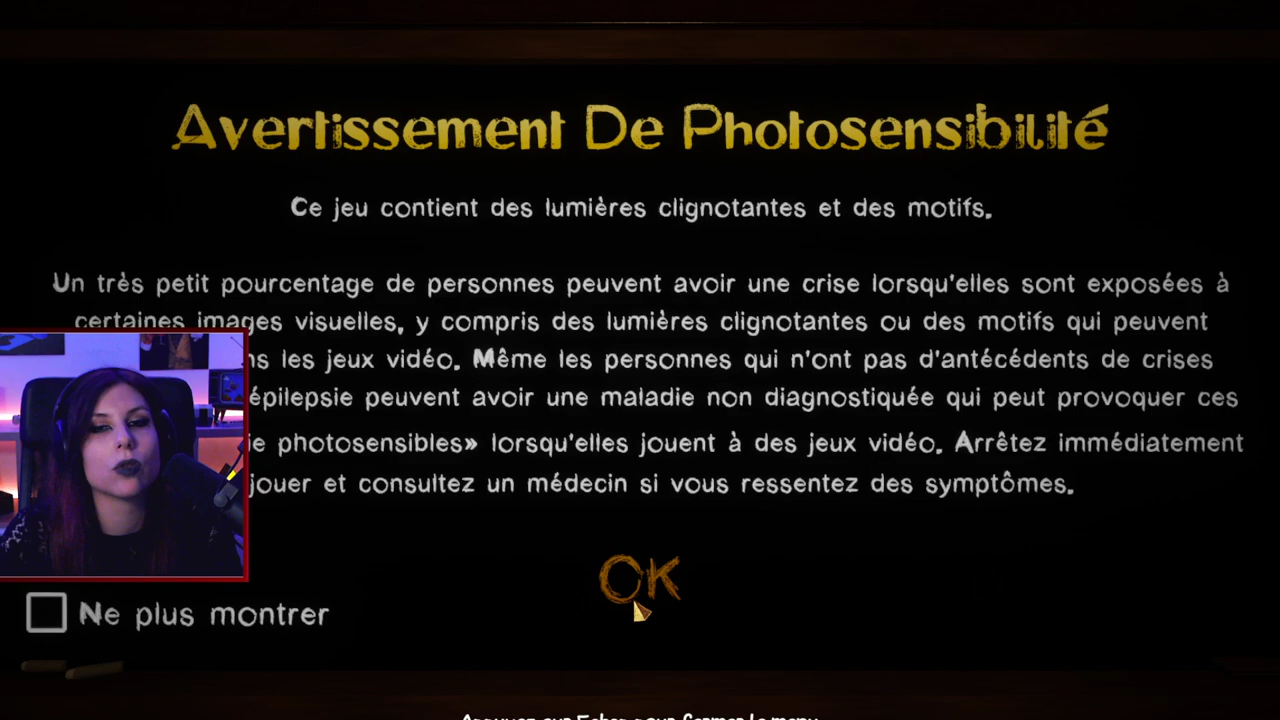 Avertissement De Photosensibilité
Ce jeu contient des lumières clignotantes et des motifs.
Un très petit pourcentage de personnes peuvent avoir une crise lorsqu'elles sont exposées à
certaines images visuelles, y compris des lumières clignotantes ou des motifs qui peuvent
les jeux vidéo. Même les personnes qui n'ont pas d'antécédents de crises
épilepsie peuvent avoir une maladie non diagnostiquée qui peut provoquer ces
photosensibles» lorsqu'elles jouent à des jeux vidéo. Arrêtez immédiatement
jouer et consultez un médecin si vous ressentez des symptômes.
OK
Ne plus montrer